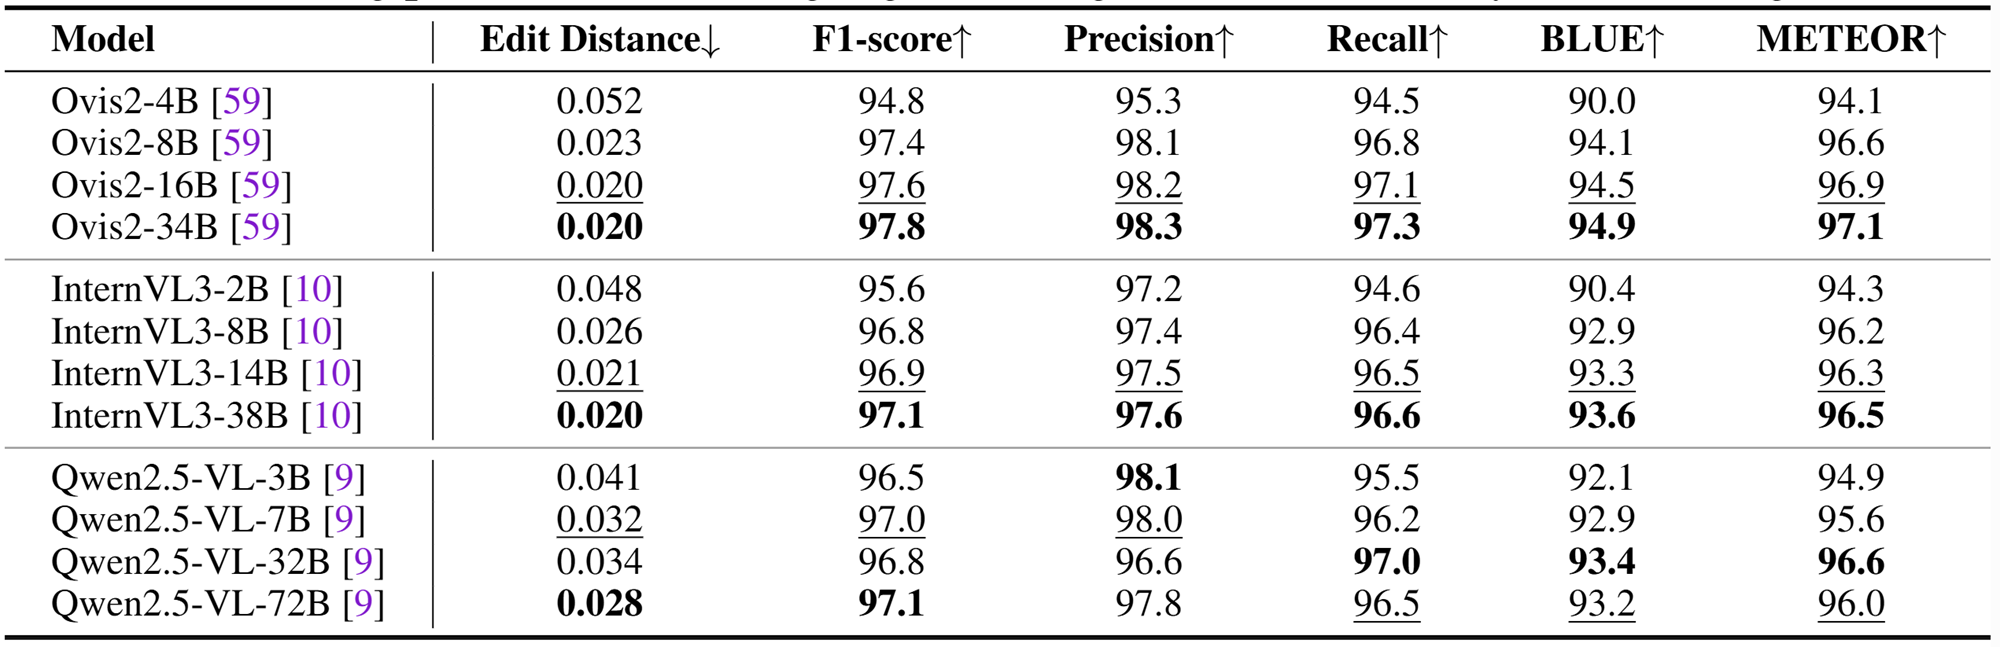 Model Edit Distance↓ F1-score↑ Precision↑ Recall↑ BLUE↑ METEOR↑
Ovis2-4B [59] 0.052 94.8 95.3 94.5 90.0 94.1
Ovis2-8B [59] 0.023 97.4 98.1 96.8 94.1 96.6
Ovis2-16B [59] 0.020 97.6 98.2 97.1 94.5 96.9
Ovis2-34B [59] 0.020 97.8 98.3 97.3 94.9 97.1
InternVL3-2B [10] 0.048 95.6 97.2 94.6 90.4 94.3
InternVL3-8B [10] 0.026 96.8 97.4 96.4 92.9 96.2
InternVL3-14B [10] 0.021 96.9 97.5 96.5 93.3 96.3
InternVL3-38B [10] 0.020 97.1 97.6 96.6 93.6 96.5
Qwen2.5-VL-3B [9] 0.041 96.5 98.1 95.5 92.1 94.9
Qwen2.5-VL-7B [9] 0.032 97.0 98.0 96.2 92.9 95.6
Qwen2.5-VL-32B [9] 0.034 96.8 96.6 97.0 93.4 96.6
Qwen2.5-VL-72B [9] 0.028 97.1 97.8 96.5 93.2 96.0